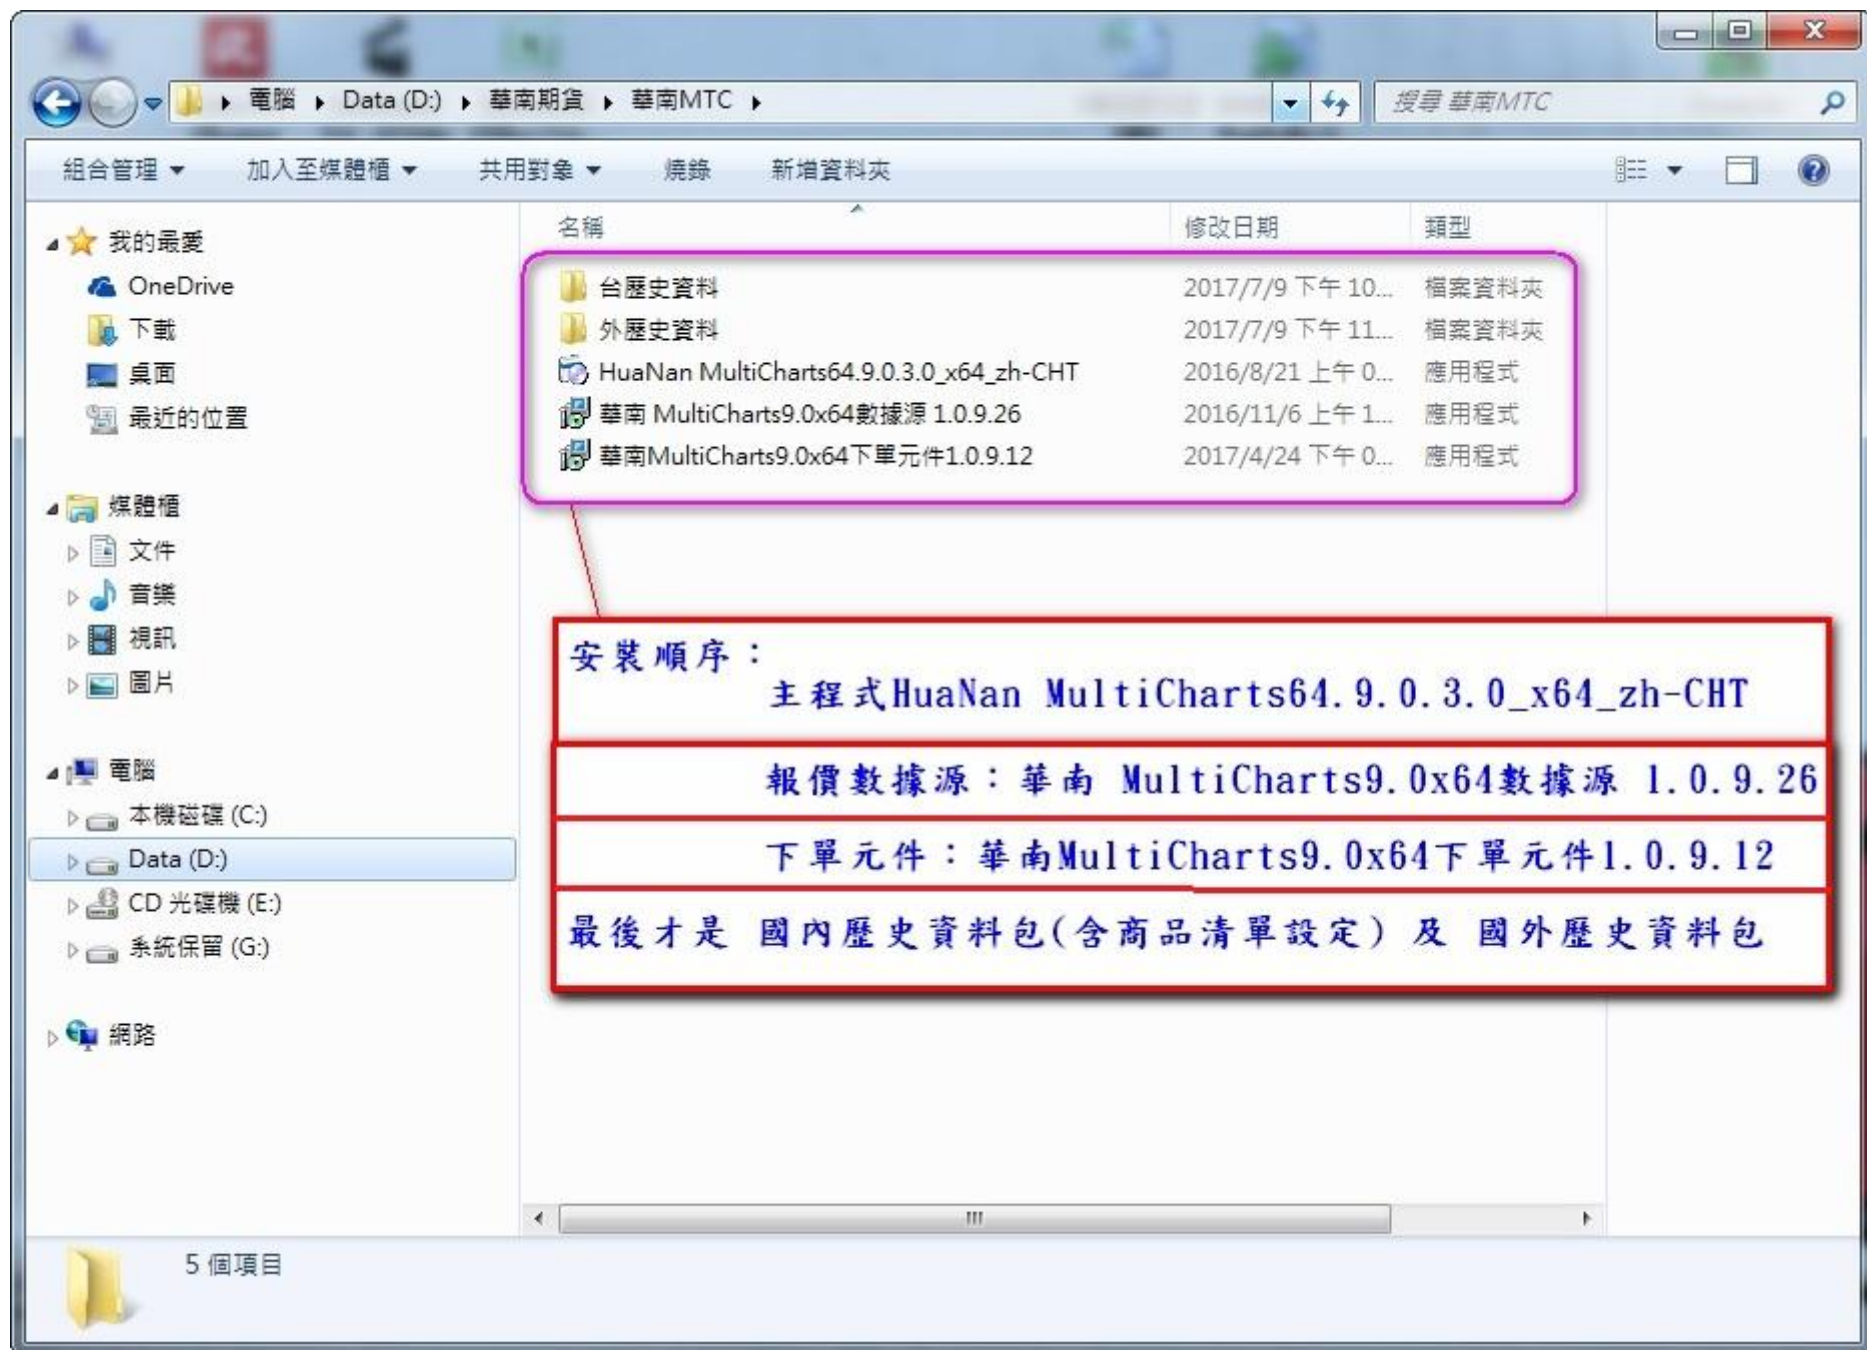 電腦 ▸ Data (D:) ▸ 華南期貨 ▸ 華南MTC ▸
搜尋 華南MTC
組合管理 加入至媒體櫃 共用對象 燒錄 新增資料夾
我的最愛
OneDrive
下載
桌面
最近的位置
媒體櫃
文件
音樂
視訊
圖片
電腦
本機磁碟 (C:)
Data (D:)
CD 光碟機 (E:)
系統保留 (G:)
網路
名稱 修改日期 類型
台歷史資料 2017/7/9 下午 10... 檔案資料夾
外歷史資料 2017/7/9 下午 11... 檔案資料夾
HuaNan MultiCharts64.9.0.3.0_x64_zh-CHT 2016/8/21 上午 0... 應用程式
華南 MultiCharts9.0x64數據源 1.0.9.26 2016/11/6 上午 1... 應用程式
華南MultiCharts9.0x64下單元件1.0.9.12 2017/4/24 下午 0... 應用程式
安裝順序：
主程式HuaNan MultiCharts64.9.0.3.0_x64_zh-CHT
報價數據源：華南 MultiCharts9.0x64數據源 1.0.9.26
下單元件：華南MultiCharts9.0x64下單元件1.0.9.12
最後才是 國內歷史資料包(含商品清單設定) 及 國外歷史資料包
5 個項目